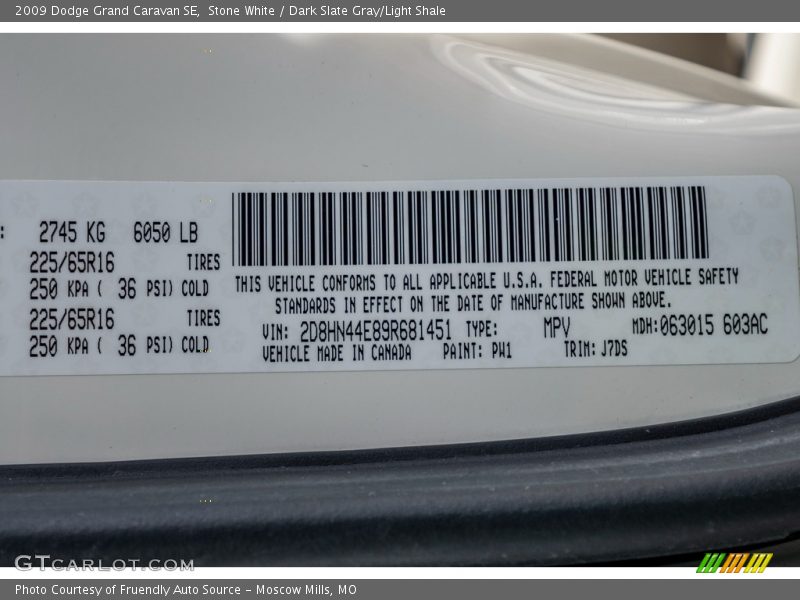 2009 Dodge Grand Caravan SE, Stone White / Dark Slate Gray/Light Shale
: 2745 KG 6050 LB
225/65R16 TIRES
250 KPA ( 36 PSI) COLD
225/65R16 TIRES
250 KPA ( 36 PSI) COLD
THIS VEHICLE CONFORMS TO ALL APPLICABLE U.S.A. FEDERAL MOTOR VEHICLE SAFETY
STANDARDS IN EFFECT ON THE DATE OF MANUFACTURE SHOWN ABOVE.
VIN: 2D8HN44E89R681451 TYPE: MPV MDH:063015 603AC
VEHICLE MADE IN CANADA PAINT: PW1 TRIM: J7DS
GTCARLOT.COM
Photo Courtesy of Fruendly Auto Source - Moscow Mills, MO